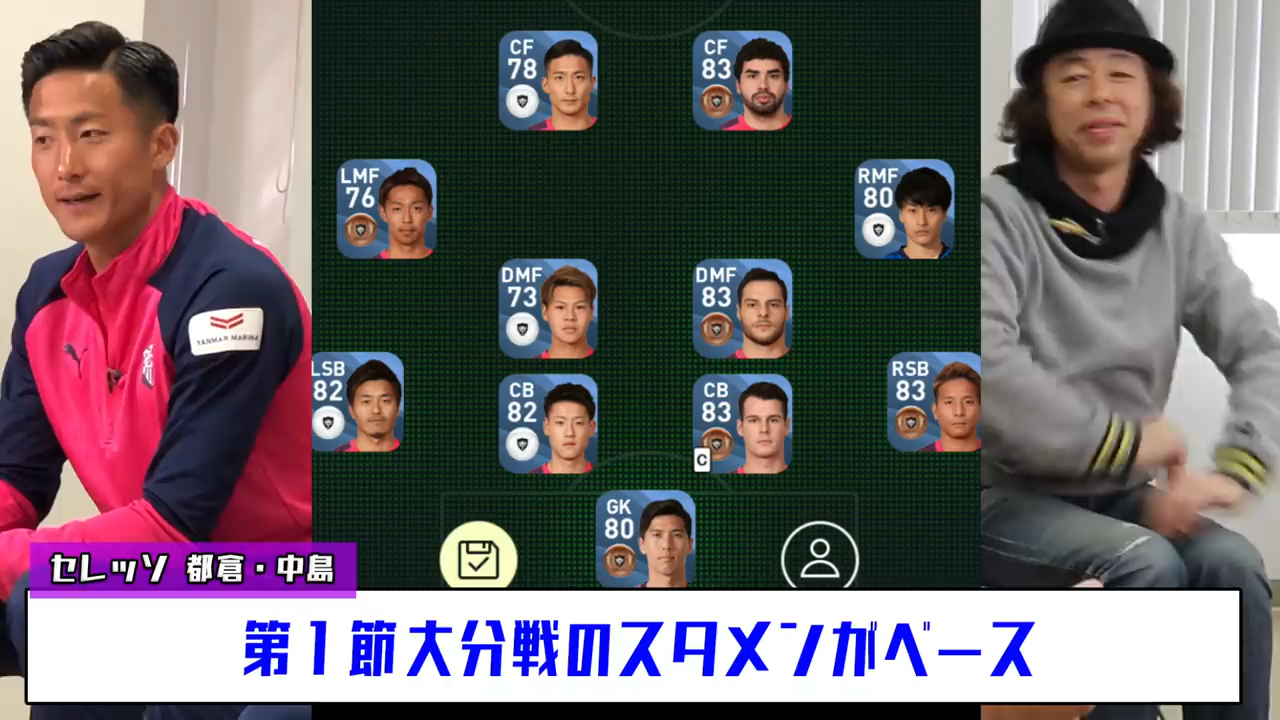 CF
78
CF
83
LMF
76
RMF
80
DMF
73
DMF
83
LSB
82
CB
82
CB
83
C
RSB
83
GK
80
YANMAR MARINE
セレッソ 都倉・中島
第1節大分戦のスタメンがベース